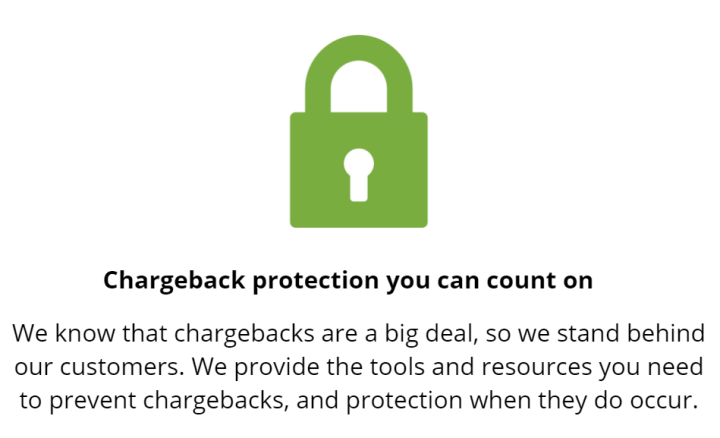 Chargeback protection you can count on
We know that chargebacks are a big deal, so we stand behind
our customers. We provide the tools and resources you need
to prevent chargebacks, and protection when they do occur.